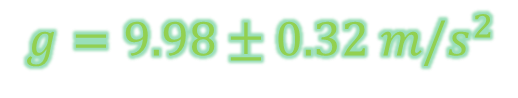 g = 9.98 ± 0.32 m/s²